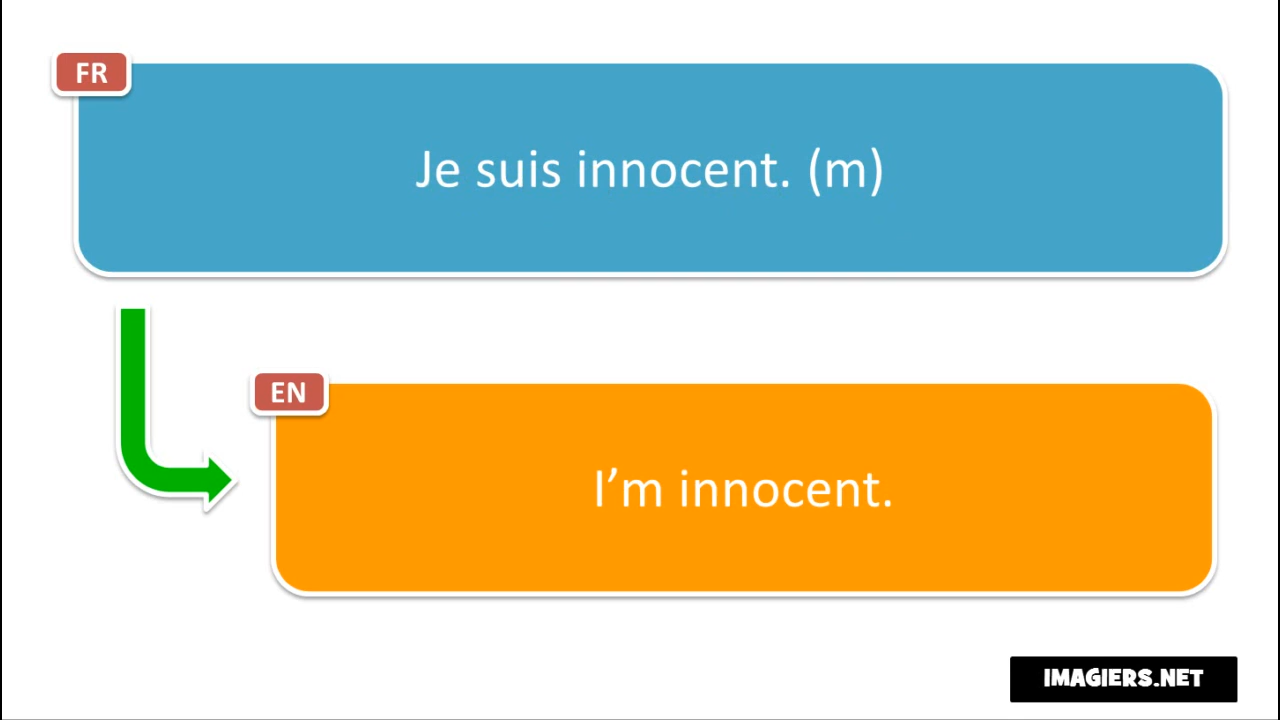 FR
Je suis innocent. (m)
EN
I’m innocent.
IMAGIERS.NET